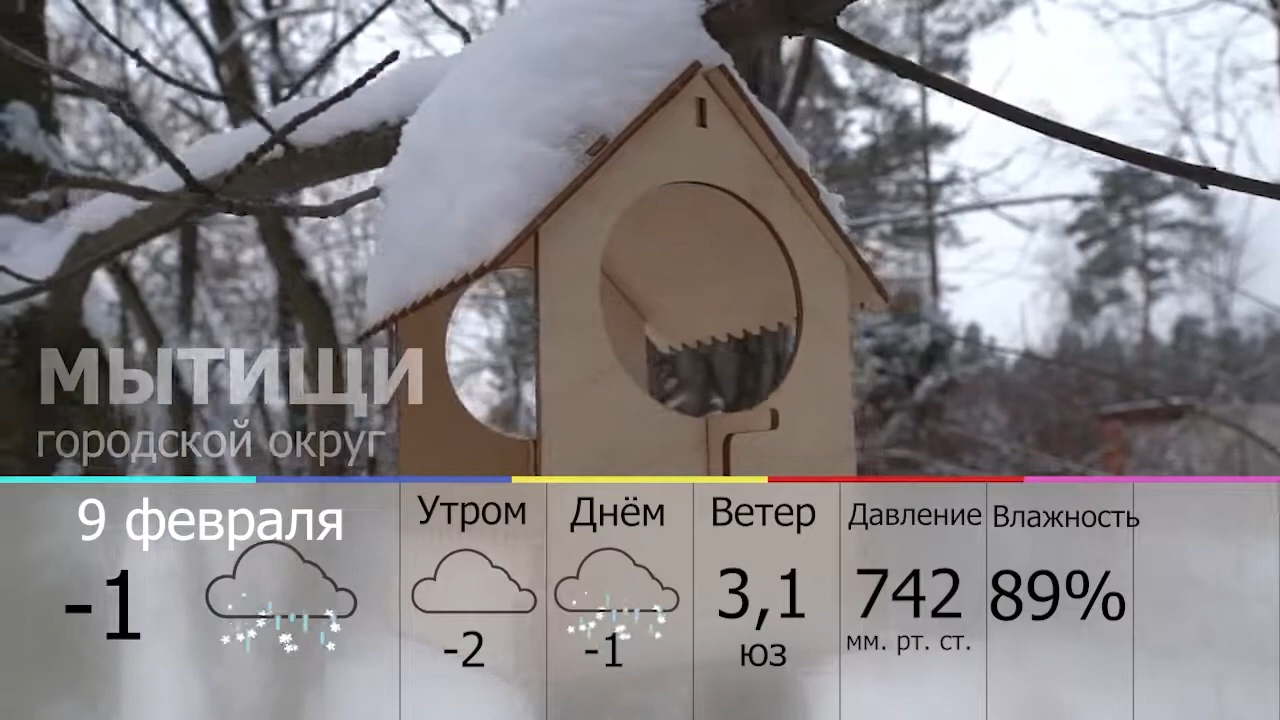 МЫТИЩИ
городской округ
9 февраля
-1
Утром
-2
Днём
-1
Ветер
3,1
юз
Давление
742
мм. рт. ст.
Влажность
89%